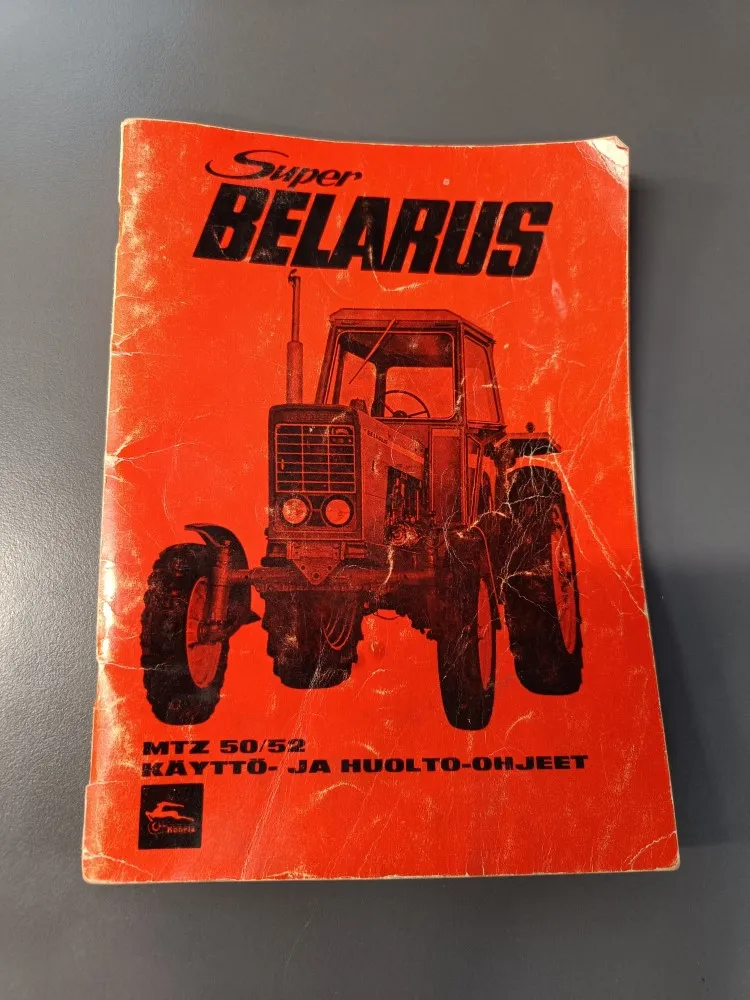 Super
BELARUS
MTZ 50/52
KÄYTTÖ- JA HUOLTO-OHJEET